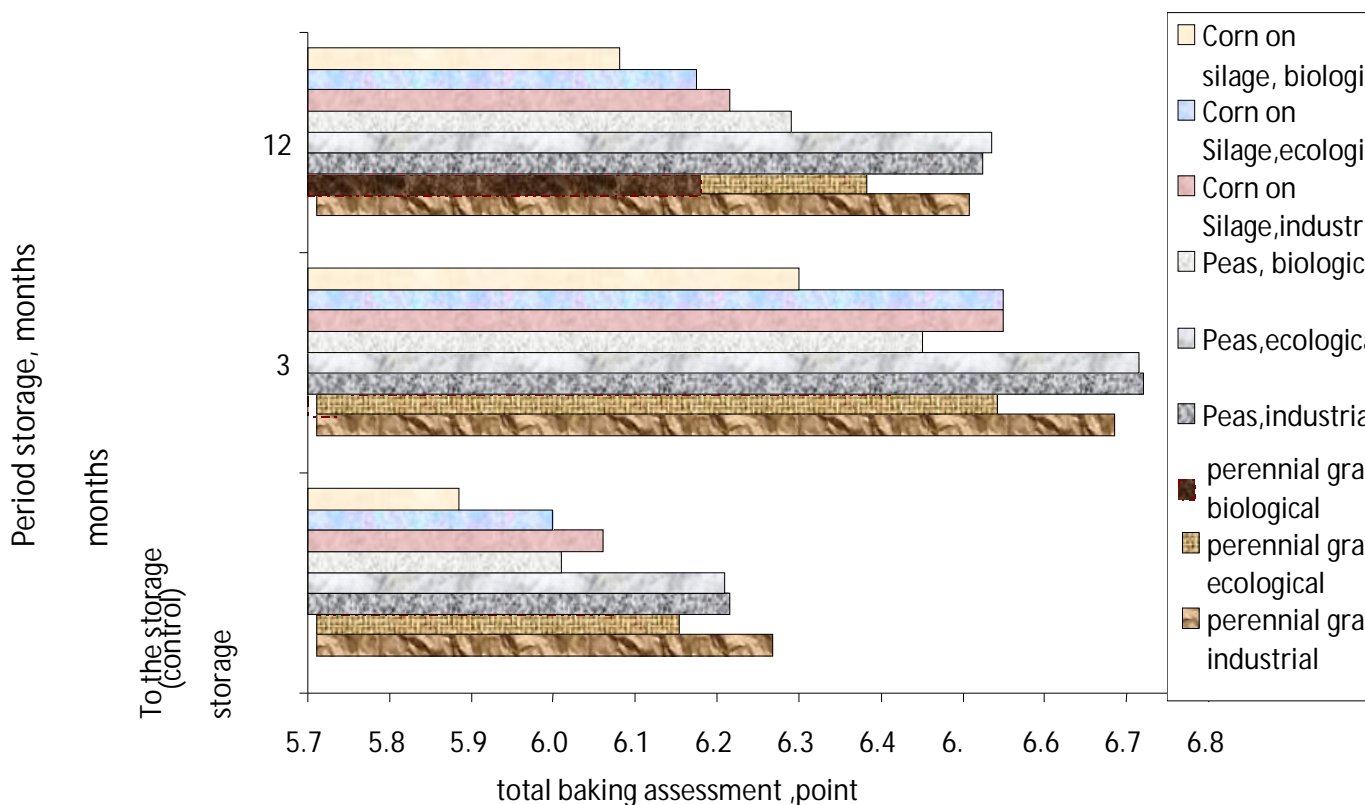 Period storage, months
months
12
3
To the storage
(control)
storage
5.7 5.8 5.9 6.0 6.1 6.2 6.3 6.4 6. 6.6 6.7 6.8
total baking assessment ,point
Corn on
silage, biologi
Corn on
Silage,ecologi
Corn on
Silage,industr
Peas, biologic
Peas,ecologica
Peas,industria
perennial gra
biological
perennial gra
ecological
perennial gra
industrial